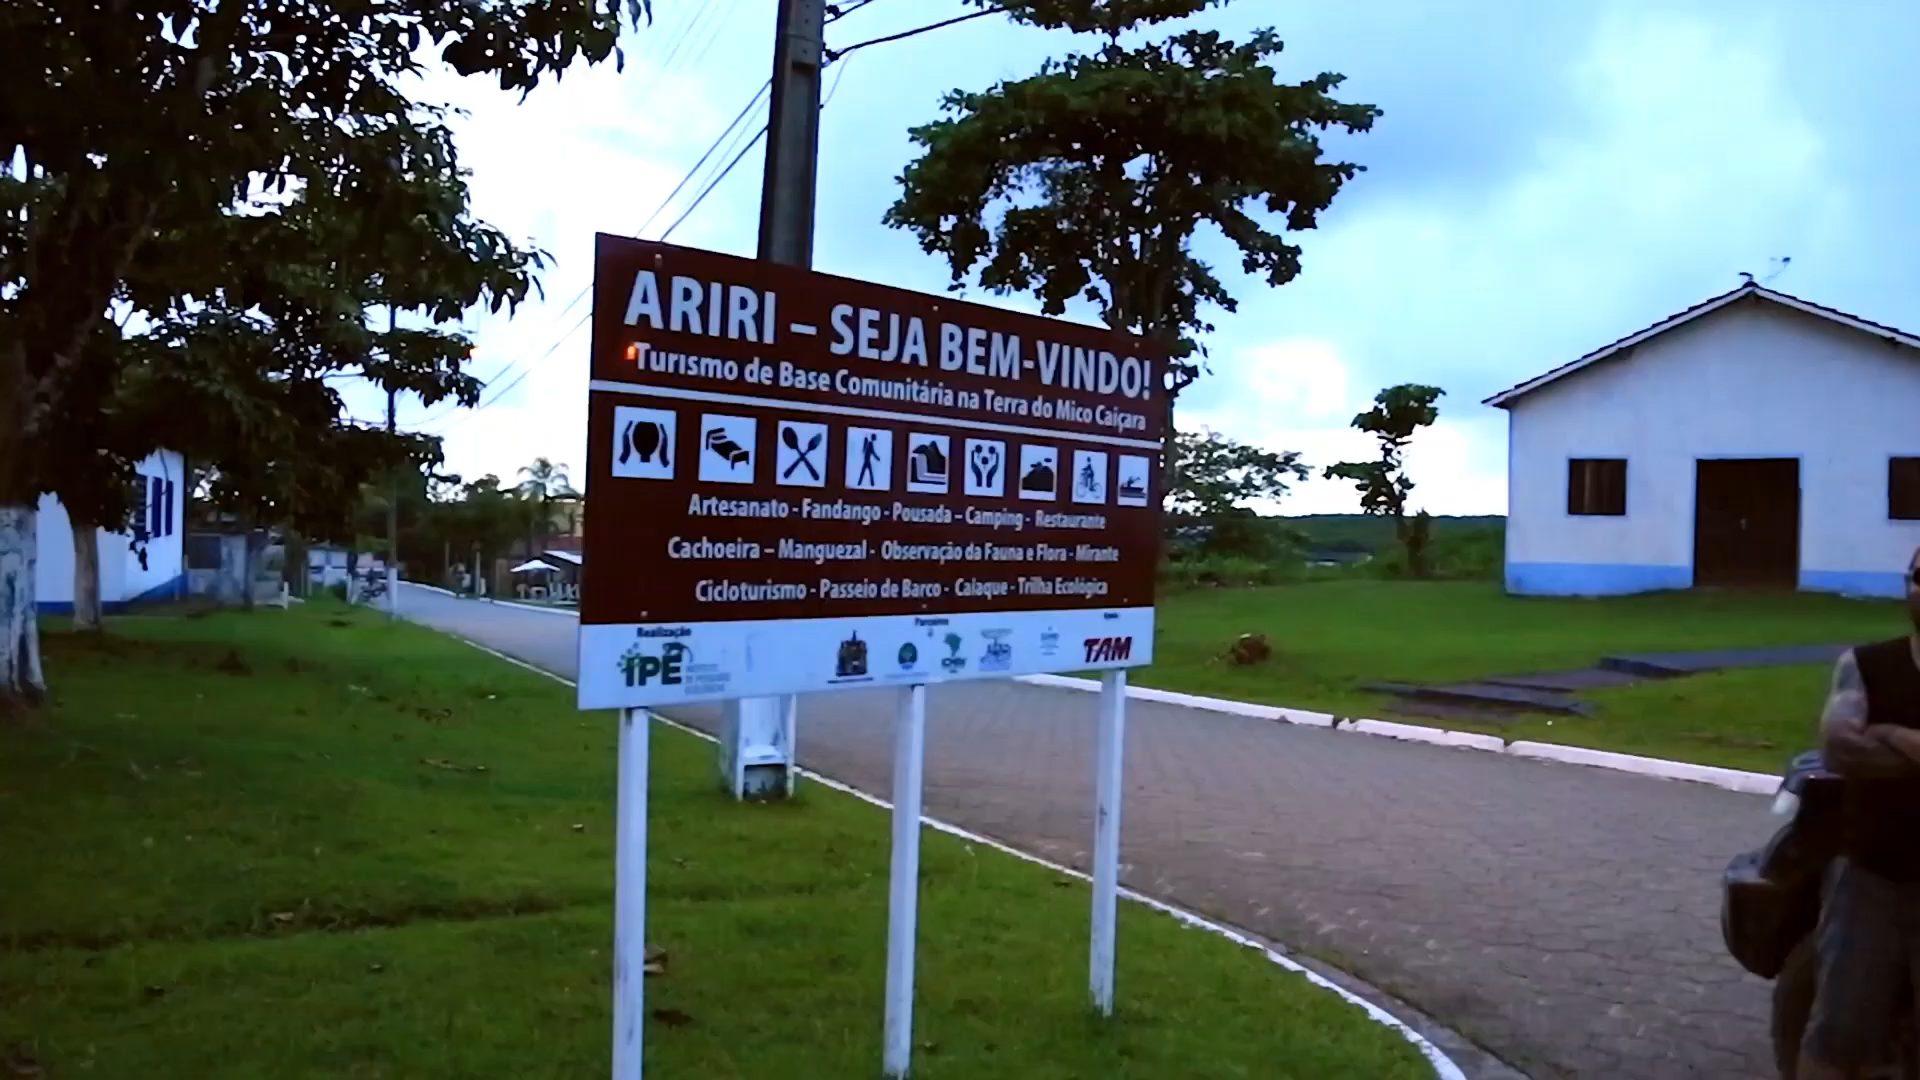 ARIRI – SEJA BEM-VINDO!
Turismo de Base Comunitária na Terra do Mico Caiçara
Artesanato - Fandango - Pousada – Camping - Restaurante
Cachoeira – Manguezal - Observação da Fauna e Flora - Mirante
Cicloturismo - Passeio de Barco - Caiaque - Trilha Ecológica
Realização
Parceiros
IPÊ
TAM